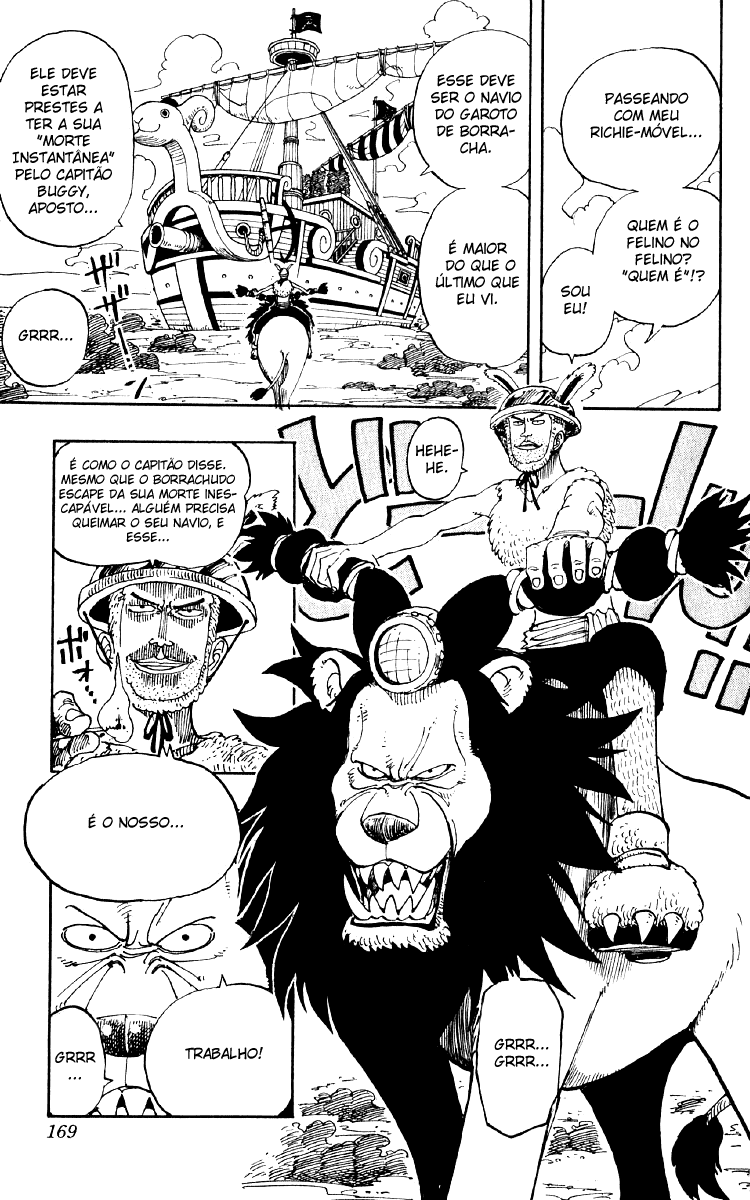 PASSEANDO
COM MEU
RICHIE-MÓVEL...
QUEM É O
FELINO NO
FELINO?
"QUEM É"!?
SOU
EU!
ESSE DEVE
SER O NAVIO
DO GAROTO
DE BORRA-
CHA.
É MAIOR
DO QUE O
ÚLTIMO QUE
EU VI.
ELE DEVE
ESTAR
PRESTES A
TER A SUA
"MORTE
INSTANTÂNEA"
PELO CAPITÃO
BUGGY,
APOSTO...
GRRR...
HEHE-
HE.
É COMO O CAPITÃO DISSE.
MESMO QUE O BORRACHUDO
ESCAPE DA SUA MORTE INES-
CAPÁVEL... ALGUÉM PRECISA
QUEIMAR O SEU NAVIO, E
ESSE...
É O NOSSO...
TRABALHO!
GRRR
...
GRRR...
GRRR...
169